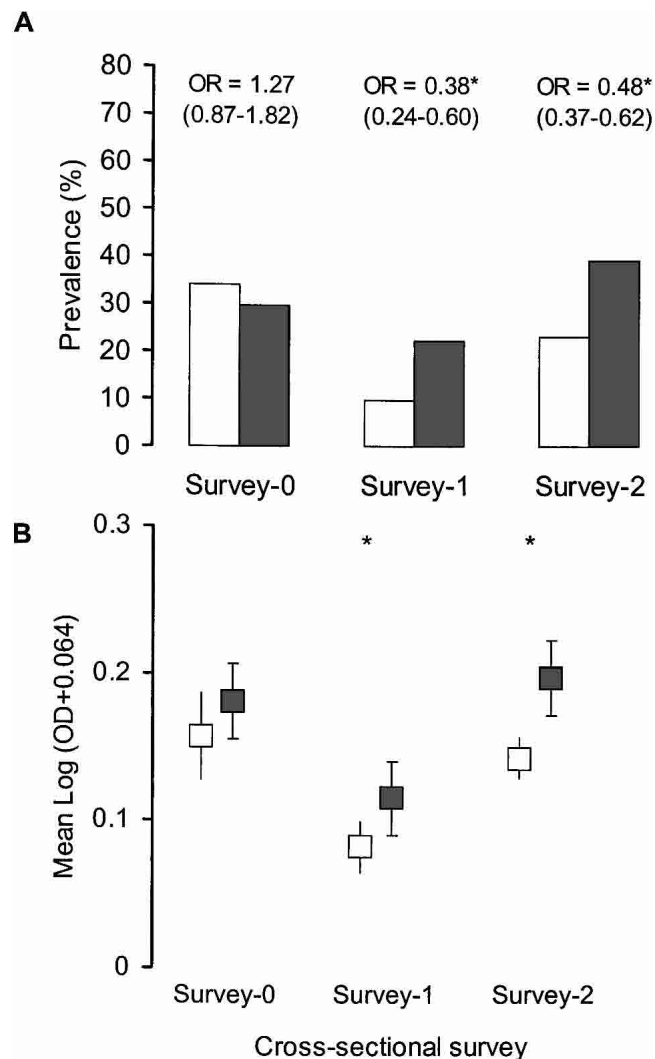 A
80
70
60
50
40
30
20
10
0
Prevalence (%)
OR = 1.27
(0.87-1.82)
OR = 0.38*
(0.24-0.60)
OR = 0.48*
(0.37-0.62)
Survey-0
Survey-1
Survey-2
B
0.3
0.2
0.1
0
Mean Log (OD+0.064)
*
*
Survey-0
Survey-1
Survey-2
Cross-sectional survey